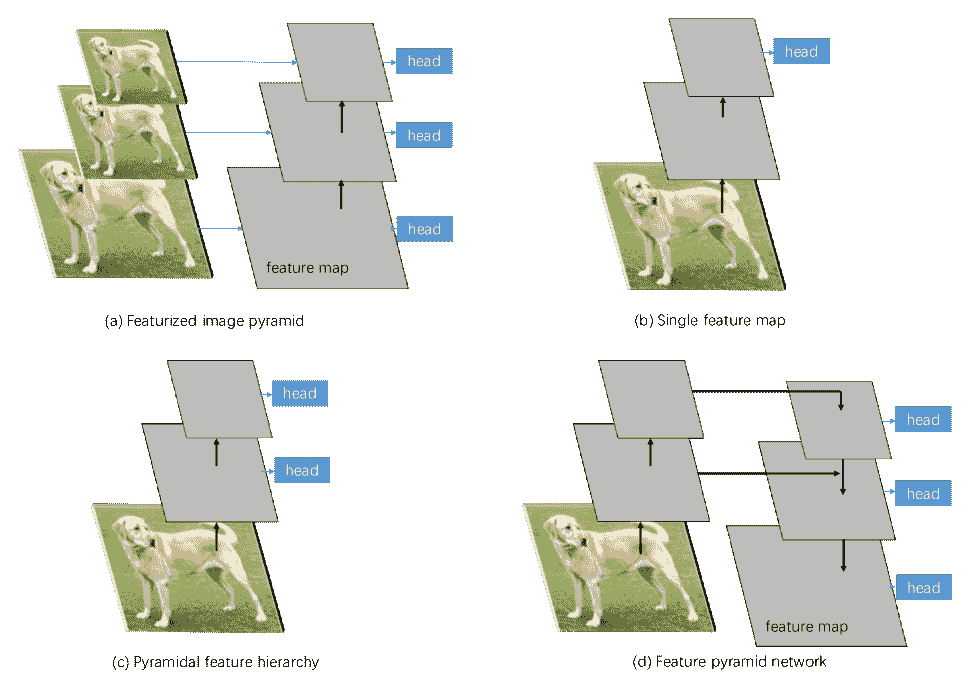 head
head
head
feature map
(a) Featurized image pyramid
head
(b) Single feature map
head
head
(c) Pyramidal feature hierarchy
head
head
head
feature map
(d) Feature pyramid network